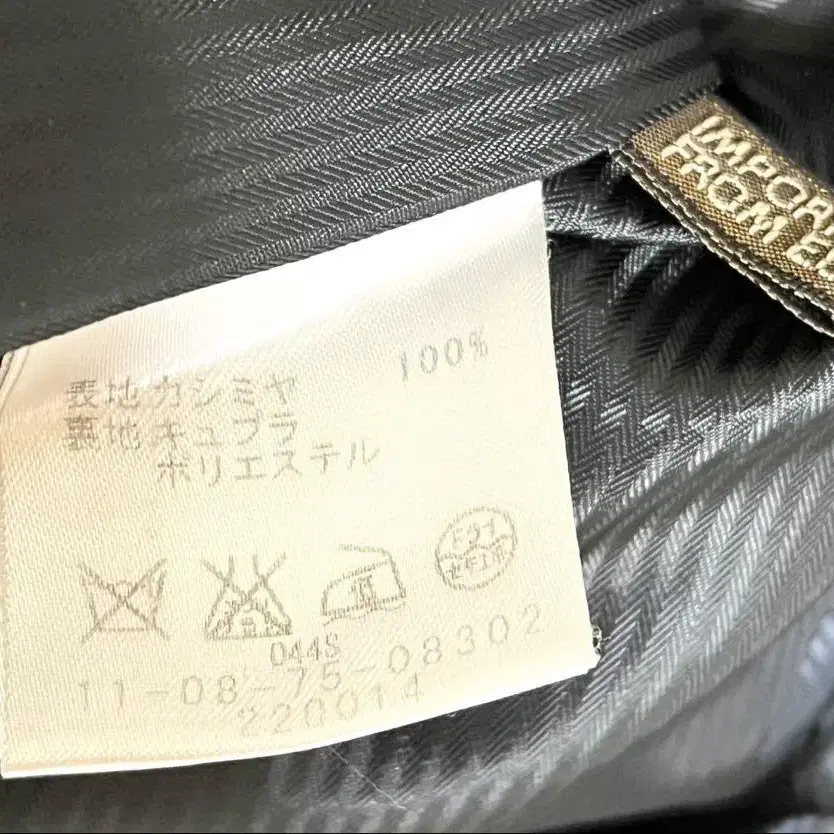 IMPOR
FROM E
表地 カシミヤ 100%
裏地 キュプラ
ポリエステル
ドライ
セキユ系
044S
11-08-75-08302
220014